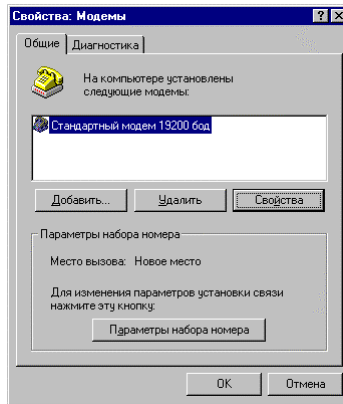 Свойства: Модемы
Общие Диагностика
На компьютере установлены
следующие модемы:
Стандартный модем 19200 бод
Добавить... Удалить Свойства
Параметры набора номера
Место вызова: Новое место
Для изменения параметров установки связи
нажмите эту кнопку:
Параметры набора номера
OK Отмена